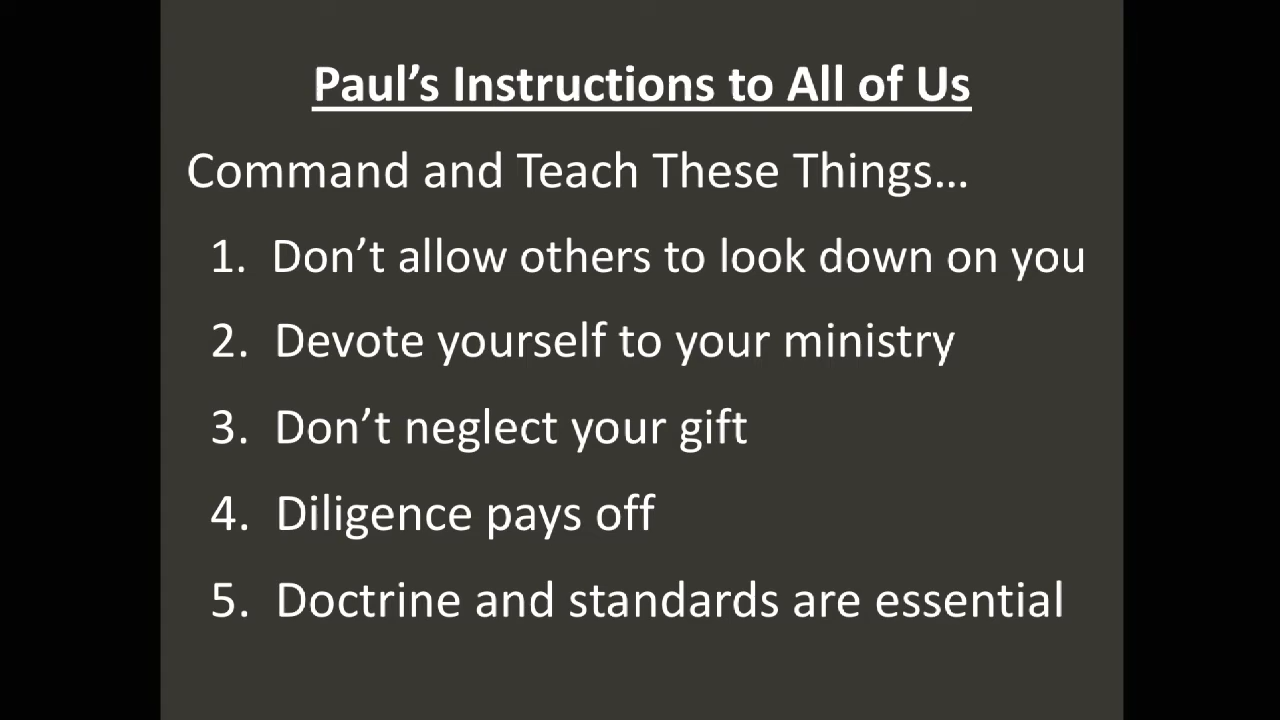 Paul’s Instructions to All of Us
Command and Teach These Things…
1. Don’t allow others to look down on you
2. Devote yourself to your ministry
3. Don’t neglect your gift
4. Diligence pays off
5. Doctrine and standards are essential